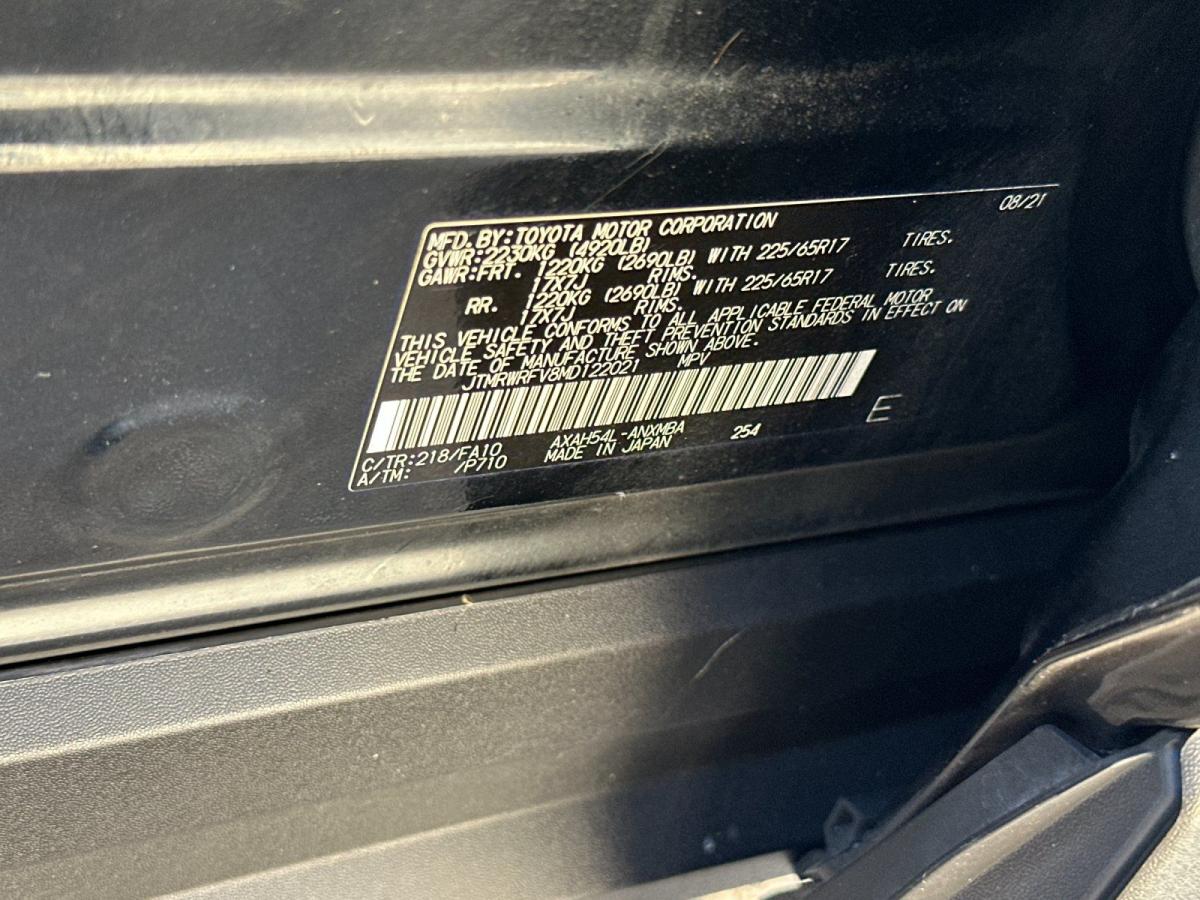 08/21
MFD. BY: TOYOTA MOTOR CORPORATION
GVWR: 2230KG (4920LB)
GAWR: FRT. 1220KG (2690LB) WITH 225/65R17 TIRES.
17X7J RIMS.
RR. 1220KG (2690LB) WITH 225/65R17 TIRES.
17X7J RIMS.
THIS VEHICLE CONFORMS TO ALL APPLICABLE FEDERAL MOTOR
VEHICLE SAFETY AND THEFT PREVENTION STANDARDS IN EFFECT ON
THE DATE OF MANUFACTURE SHOWN ABOVE.
JTMRWRFV8MD122021 MPV
C/TR: 218/FA10 AXAH54L-ANXMBA 254 E
A/TM: /P710 MADE IN JAPAN